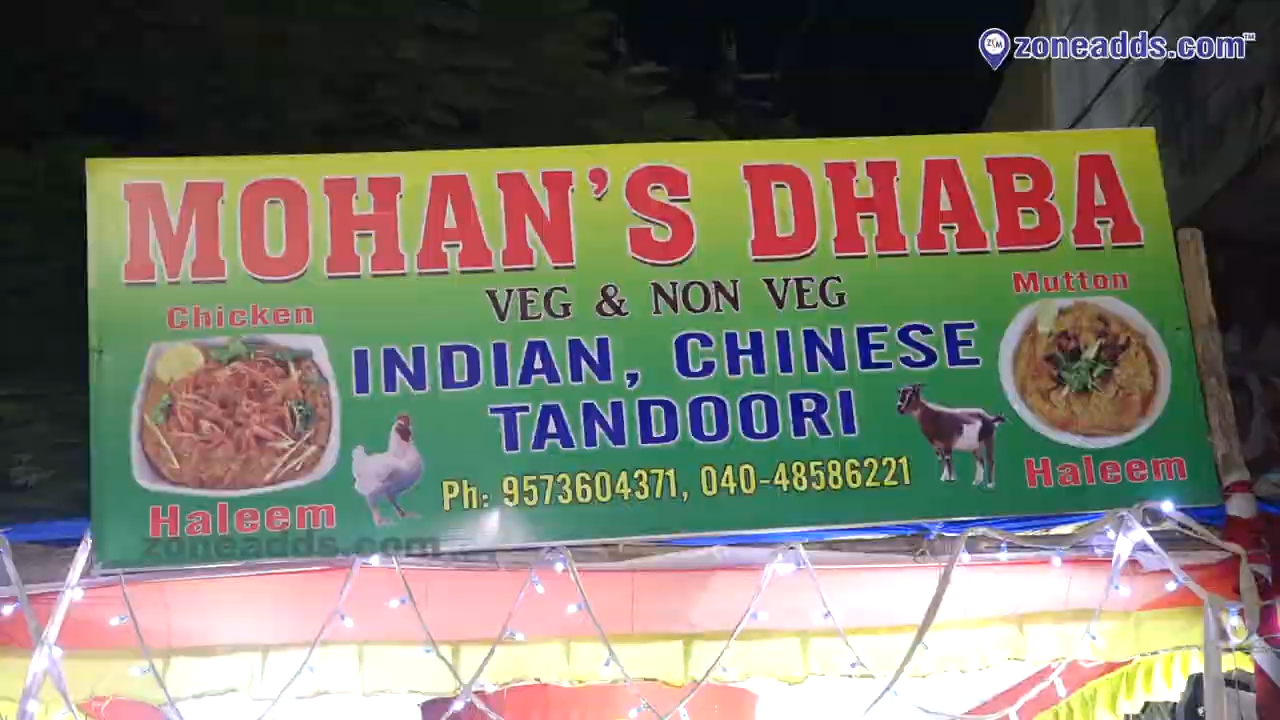 zoneadds.com™
MOHAN'S DHABA
VEG & NON VEG
Chicken
Mutton
INDIAN, CHINESE
TANDOORI
Ph: 9573604371, 040-48586221
Haleem
Haleem
zoneadds.com